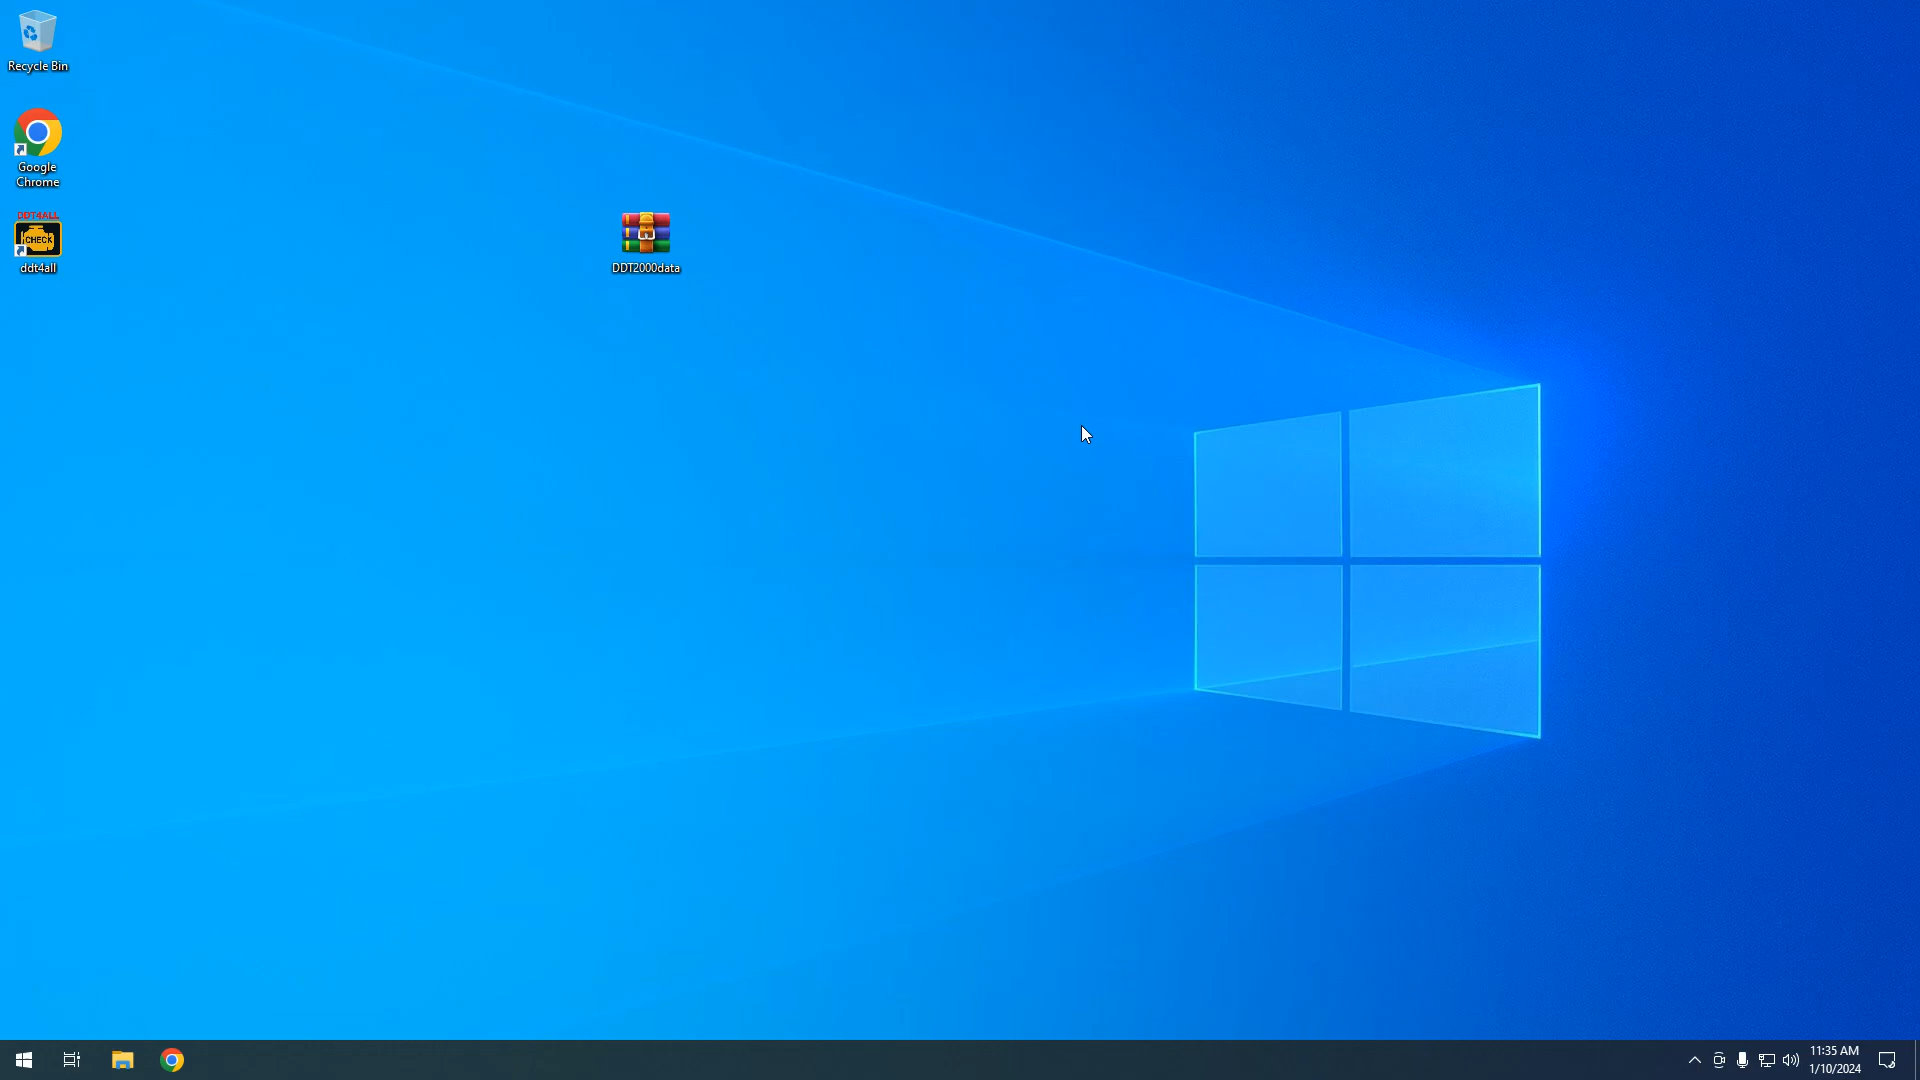 Recycle Bin
Google
Chrome
DDT4ALL
CHECK
ddt4all
DDT2000data
11:35 AM
1/10/2024